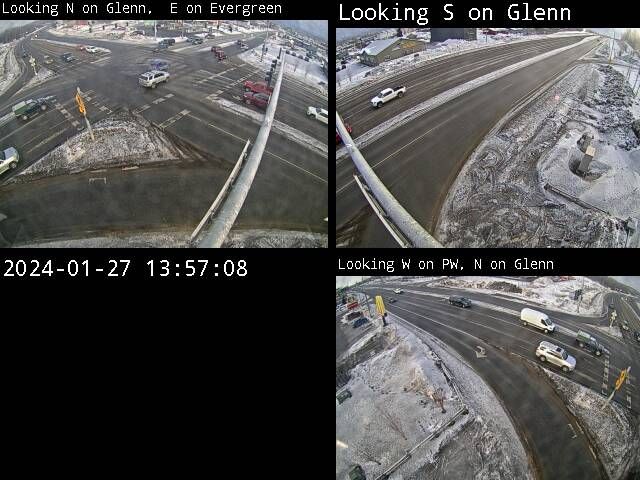 Looking N on Glenn, E on Evergreen
Looking S on Glenn
2024-01-27 13:57:08
Looking W on PW, N on Glenn